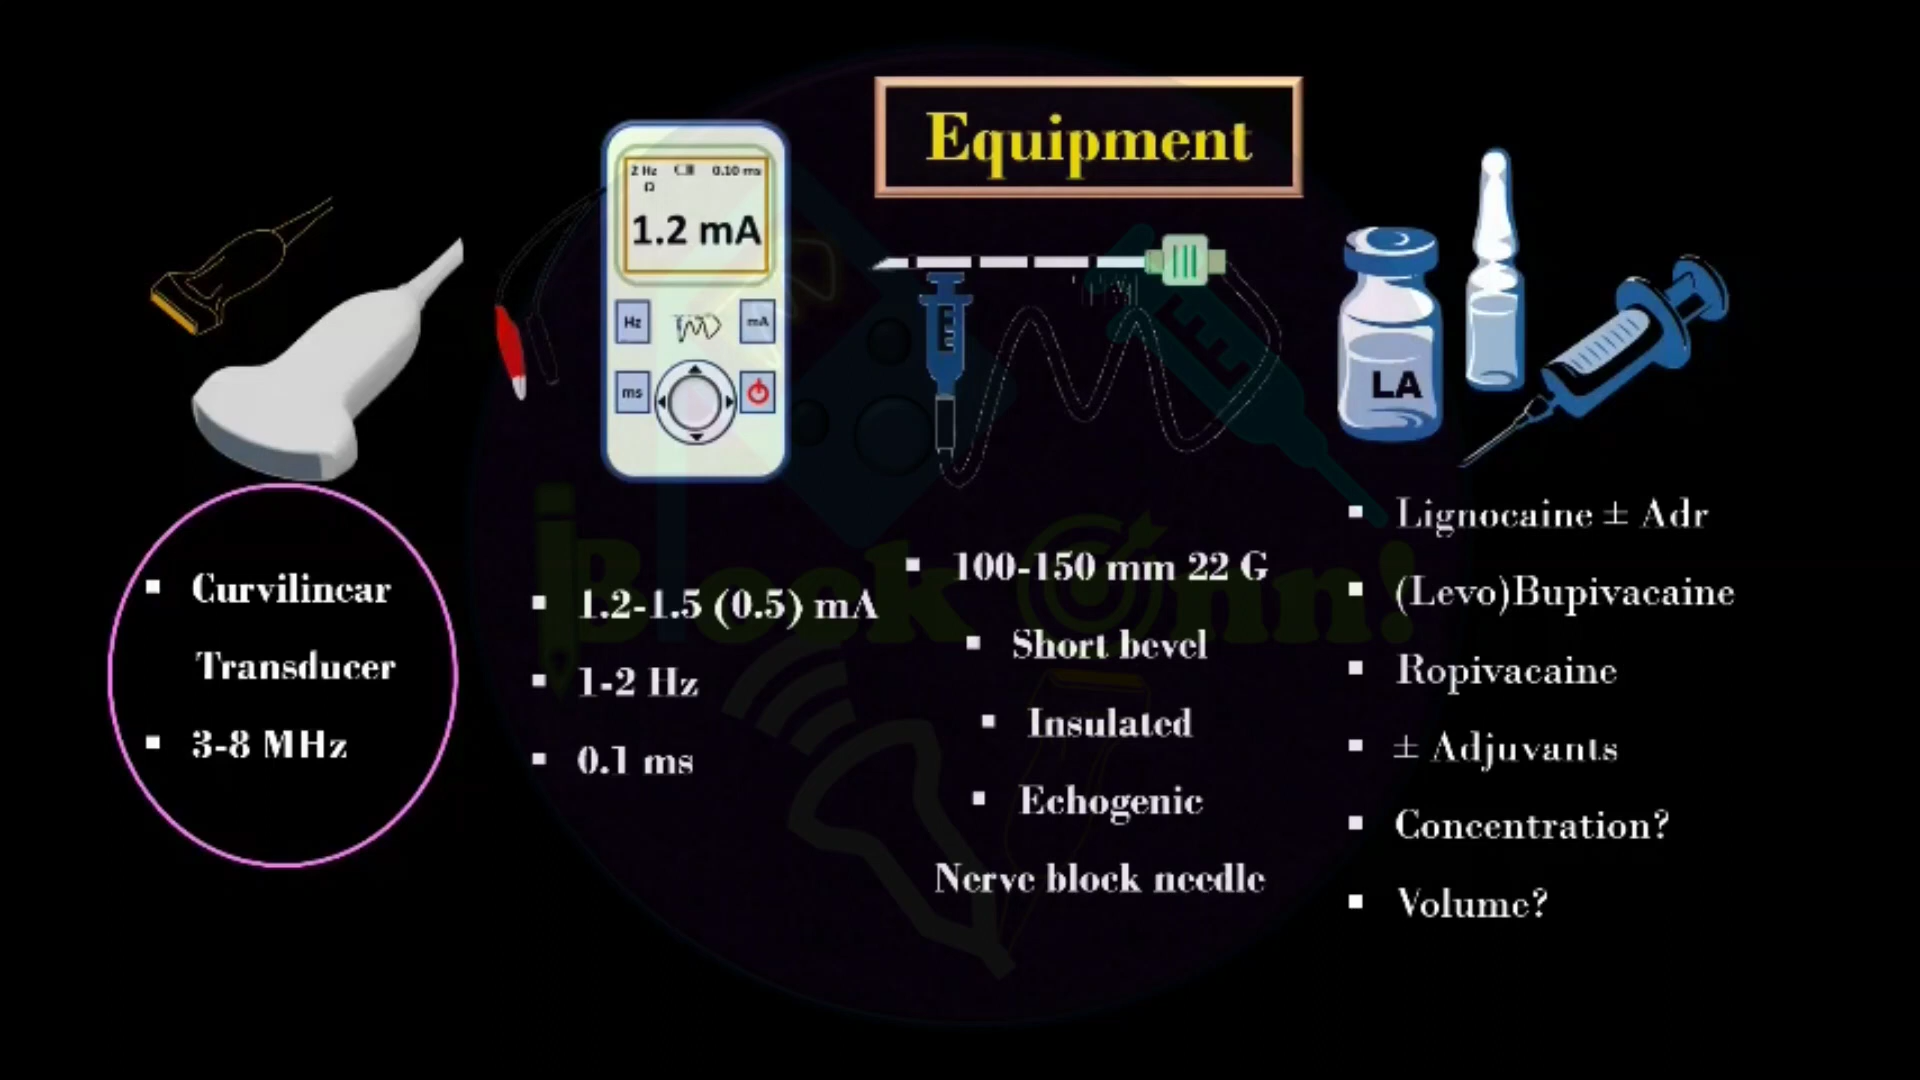 Equipment
2 Hz 0.10 ms
Ω
1.2 mA
Hz
mA
ms
E
LA
Curvilinear
Transducer
3-8 MHz
1.2-1.5 (0.5) mA
1-2 Hz
0.1 ms
100-150 mm 22 G
Short bevel
Insulated
Echogenic
Nerve block needle
Lignocaine ± Adr
(Levo)Bupivacaine
Ropivacaine
± Adjuvants
Concentration?
Volume?